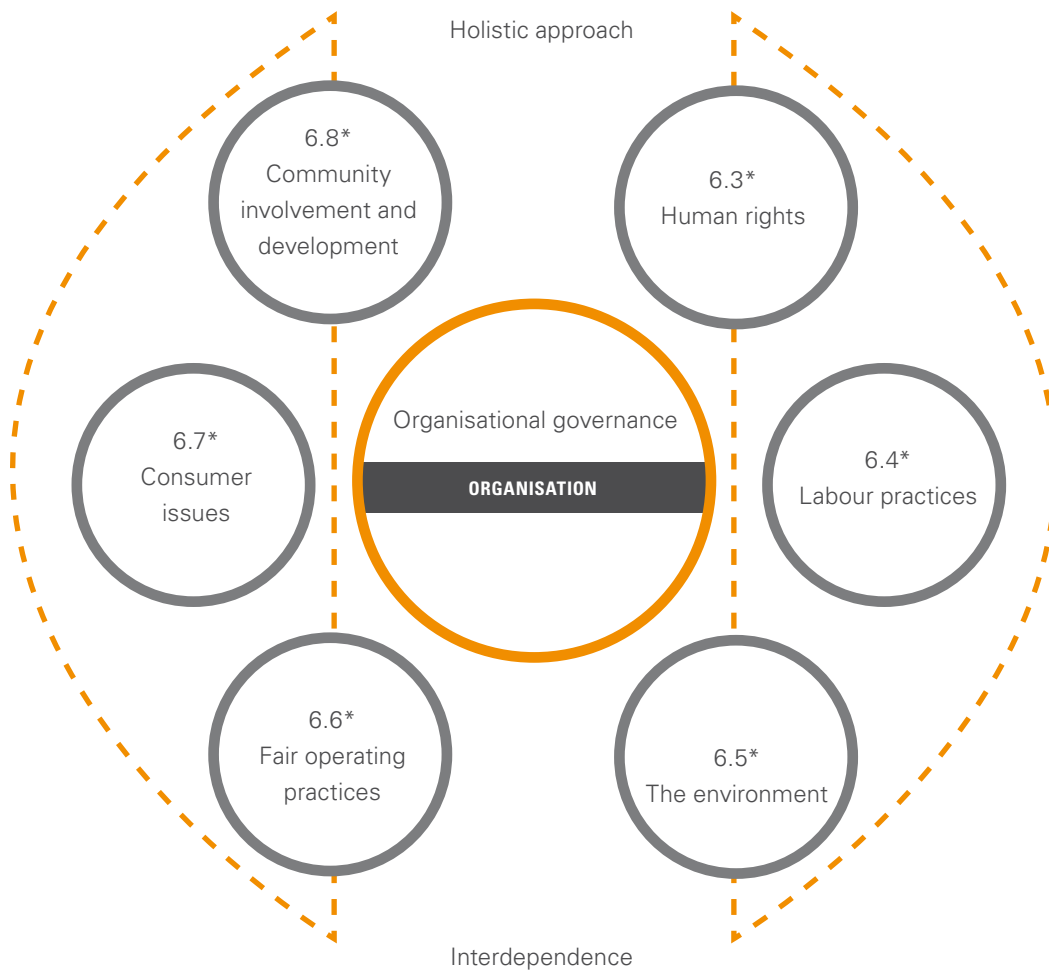 Holistic approach
6.8*
Community
involvement and
development
6.3*
Human rights
Organisational governance
ORGANISATION
6.7*
Consumer
issues
6.4*
Labour practices
6.6*
Fair operating
practices
6.5*
The environment
Interdependence